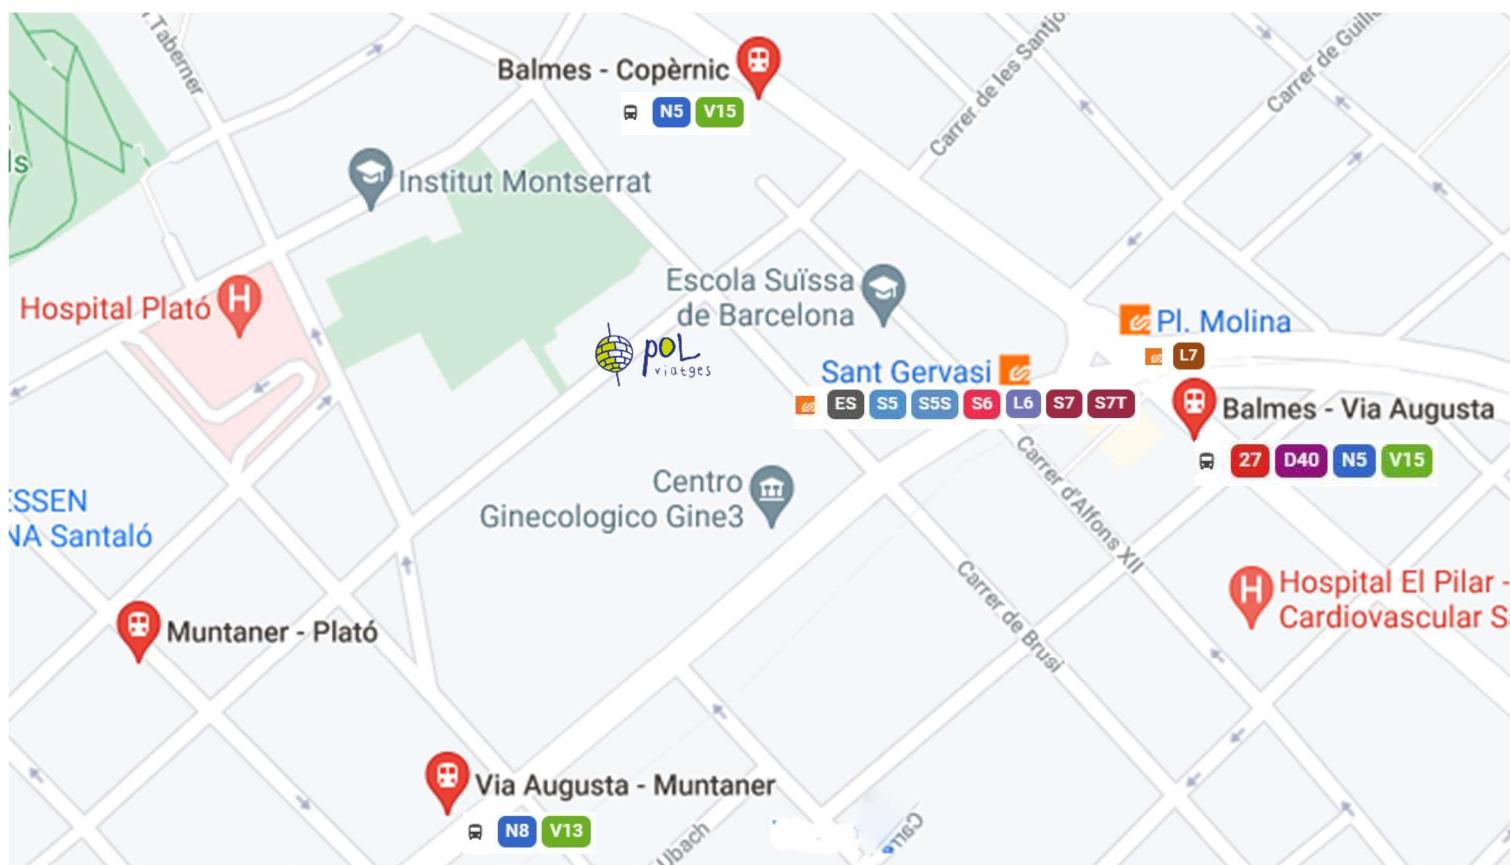 Taberner
Balmes - Copèrnic
N5 V15
Carrer de les Santjo
Carrer de Guille
ls
Institut Montserrat
Hospital Plató
H
Escola Suïssa
de Barcelona
pol
viatges
Pl. Molina
L7
Sant Gervasi
ES S5 S5S S6 L6 S7 S7T
Balmes - Via Augusta
27 D40 N5 V15
Carrer d'Alfons XII
Centro
Ginecologico Gine3
ESSEN
NA Santaló
Carrer de Brusi
H
Hospital El Pilar -
Cardiovascular S
Muntaner - Plató
Via Augusta - Muntaner
N8 V13
Ubach
Carre